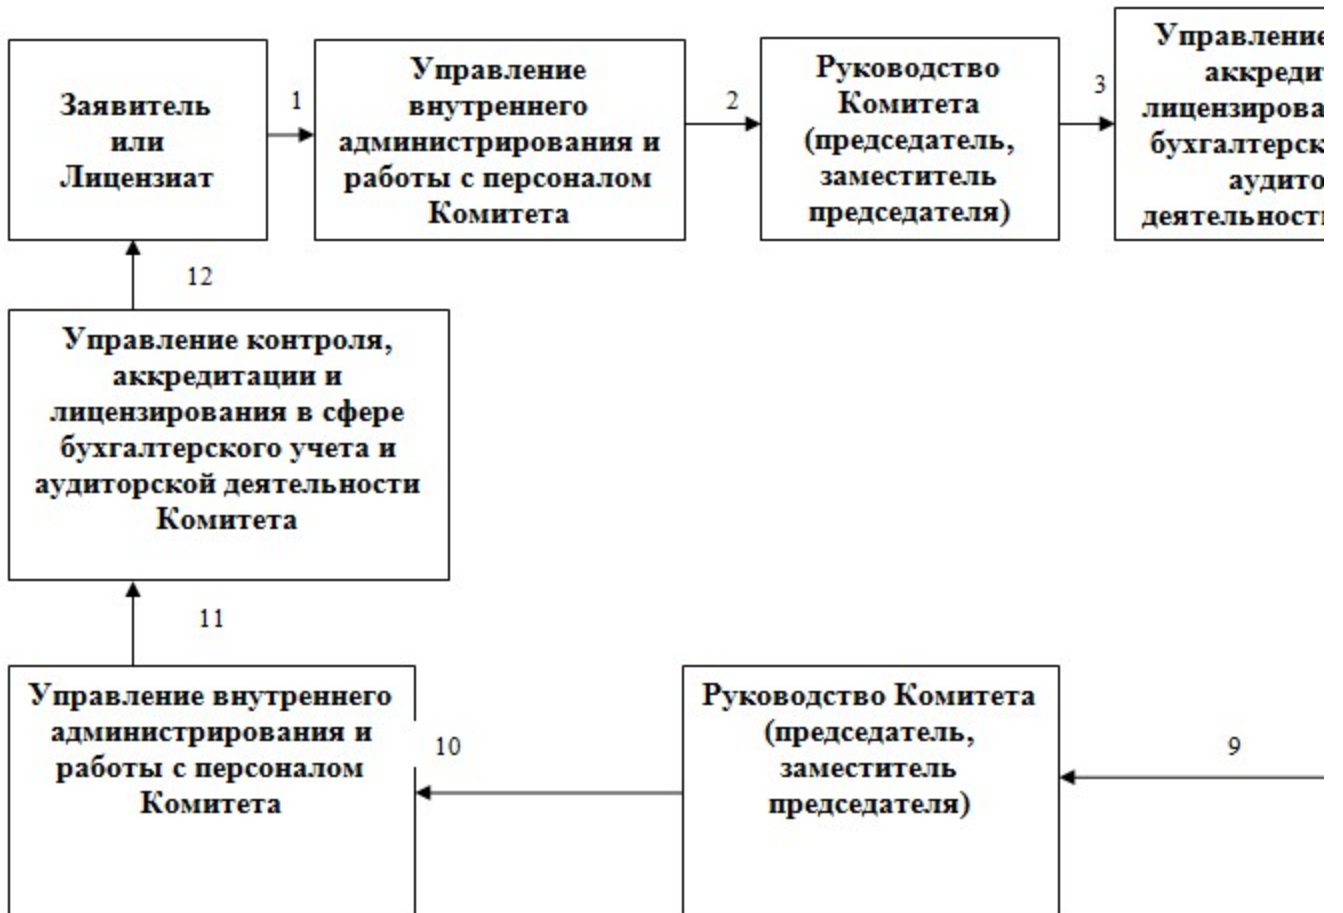 Заявитель
или
Лицензиат
1
Управление
внутреннего
администрирования и
работы с персоналом
Комитета
2
Руководство
Комитета
(председатель,
заместитель
председателя)
3
Управление
12
Управление контроля,
аккредитации и
лицензирования в сфере
бухгалтерского учета и
аудиторской деятельности
Комитета
11
Управление внутреннего
администрирования и
работы с персоналом
Комитета
10
Руководство Комитета
(председатель,
заместитель
председателя)
9